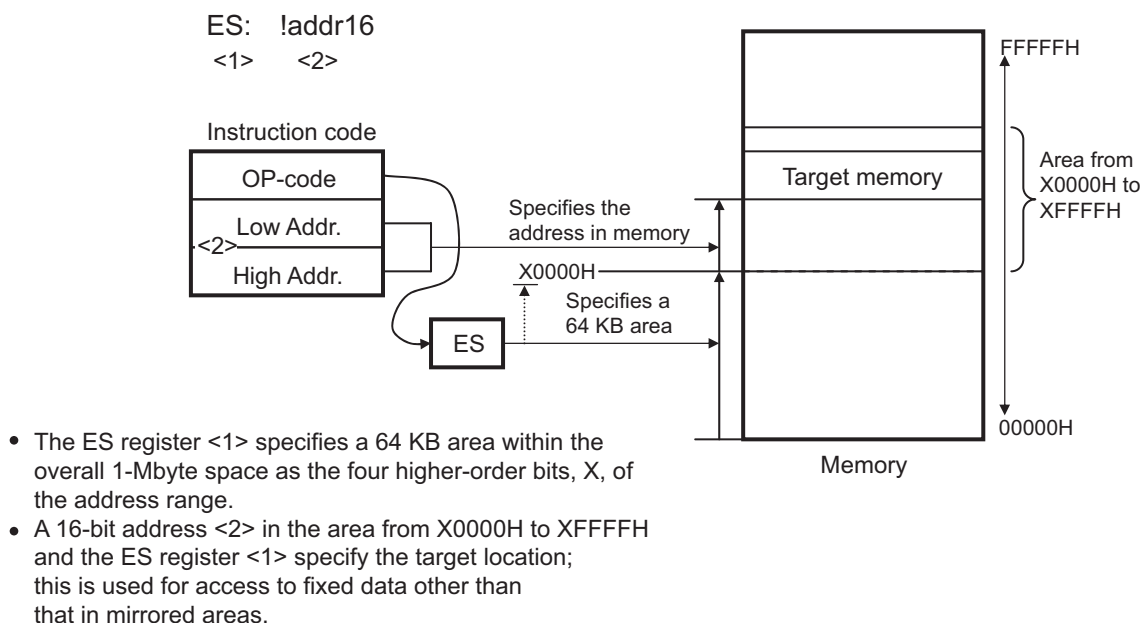 ES: !addr16
<1> <2>
Instruction code
OP-code
Low Addr.
<2>
High Addr.
ES
Specifies the
address in memory
X0000H
Specifies a
64 KB area
FFFFFH
Target memory
Area from
X0000H to
XFFFFH
00000H
Memory
• The ES register <1> specifies a 64 KB area within the
overall 1-Mbyte space as the four higher-order bits, X, of
the address range.
• A 16-bit address <2> in the area from X0000H to XFFFFH
and the ES register <1> specify the target location;
this is used for access to fixed data other than
that in mirrored areas.